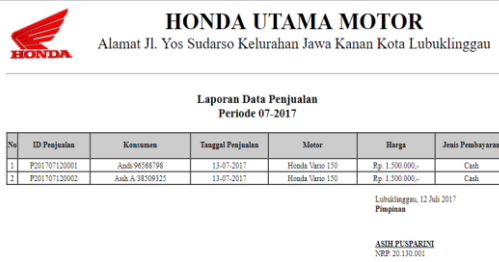 HONDA UTAMA MOTOR
Alamat Jl. Yos Sudarso Kelurahan Jawa Kanan Kota Lubuklinggau
HONDA
Laporan Data Penjualan
Periode 07-2017
No ID Penjualan Konsumen Tanggal Penjualan Motor Harga Jenis Pembayaran
1 P201707120001 Andi/96568798 13-07-2017 Honda Vario 150 Rp. 1.500.000,- Cash
2 P201707120002 Asih A/38509325 13-07-2017 Honda Vario 150 Rp. 1.500.000,- Cash
Lubuklinggau, 12 Juli 2017
Pimpinan
ASIH PUSPARINI
NRP. 20.130.001